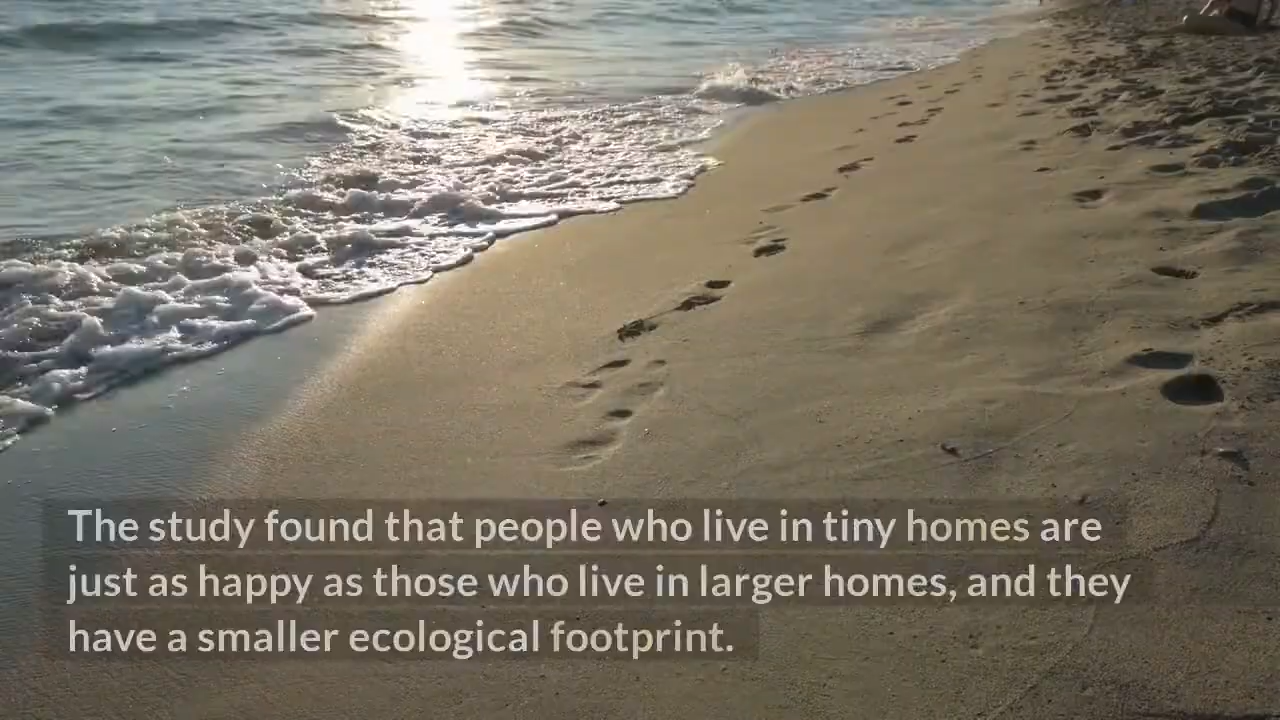 The study found that people who live in tiny homes are
just as happy as those who live in larger homes, and they
have a smaller ecological footprint.